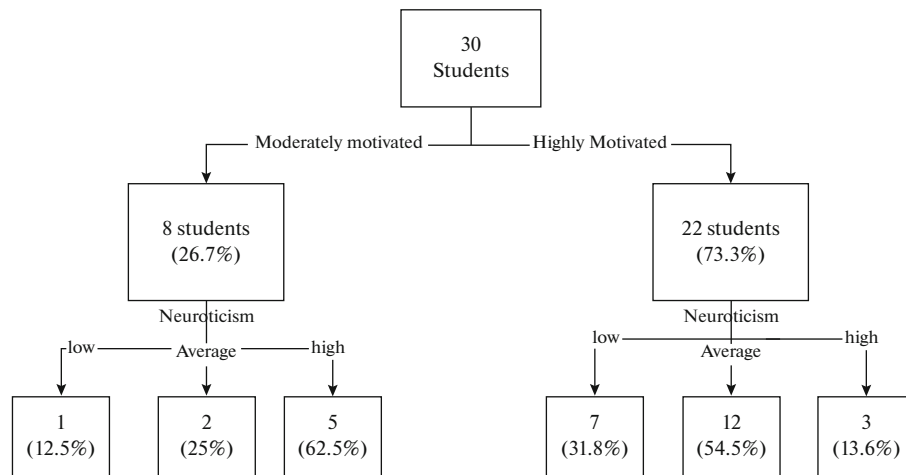 30
Students
Moderately motivated
Highly Motivated
8 students
(26.7%)
22 students
(73.3%)
Neuroticism
Neuroticism
low
Average
high
low
Average
high
1
(12.5%)
2
(25%)
5
(62.5%)
7
(31.8%)
12
(54.5%)
3
(13.6%)